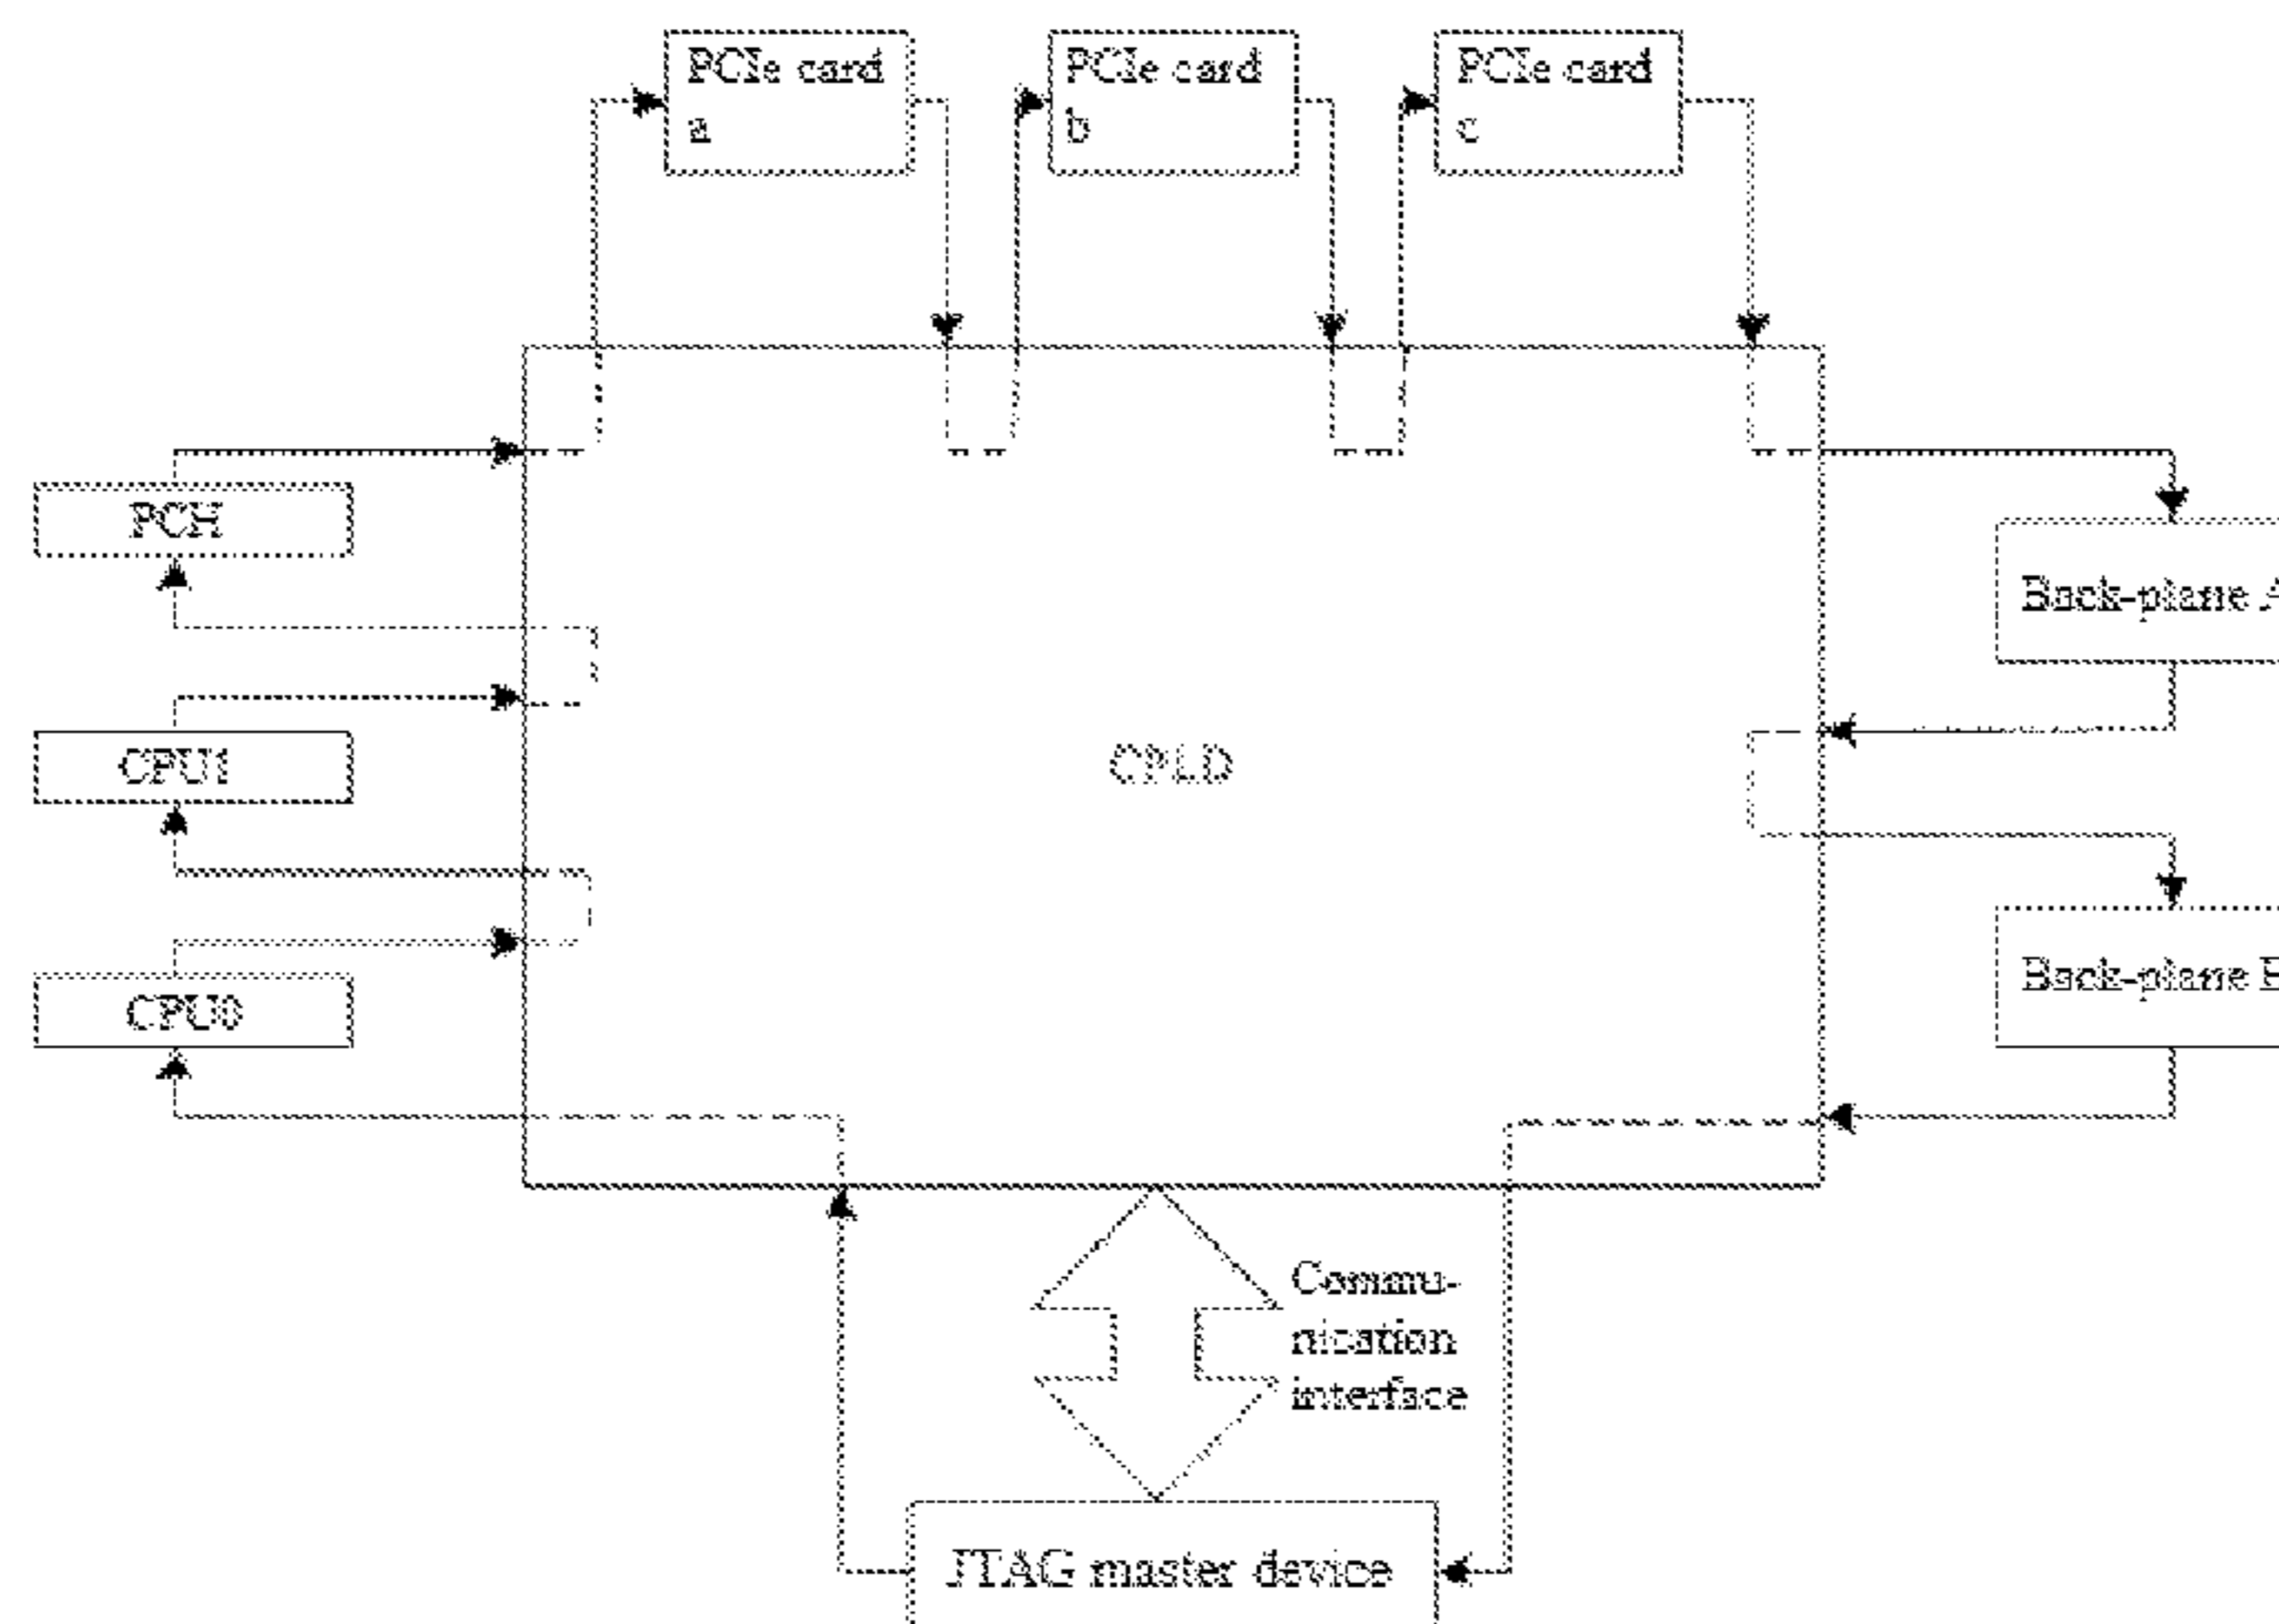 PCIe card
a
PCIe card
b
PCIe card
c
PCH
Back-plane A
CPU1
CPLD
Back-plane
CPU0
Commu-
nication
interface
JTAG master device